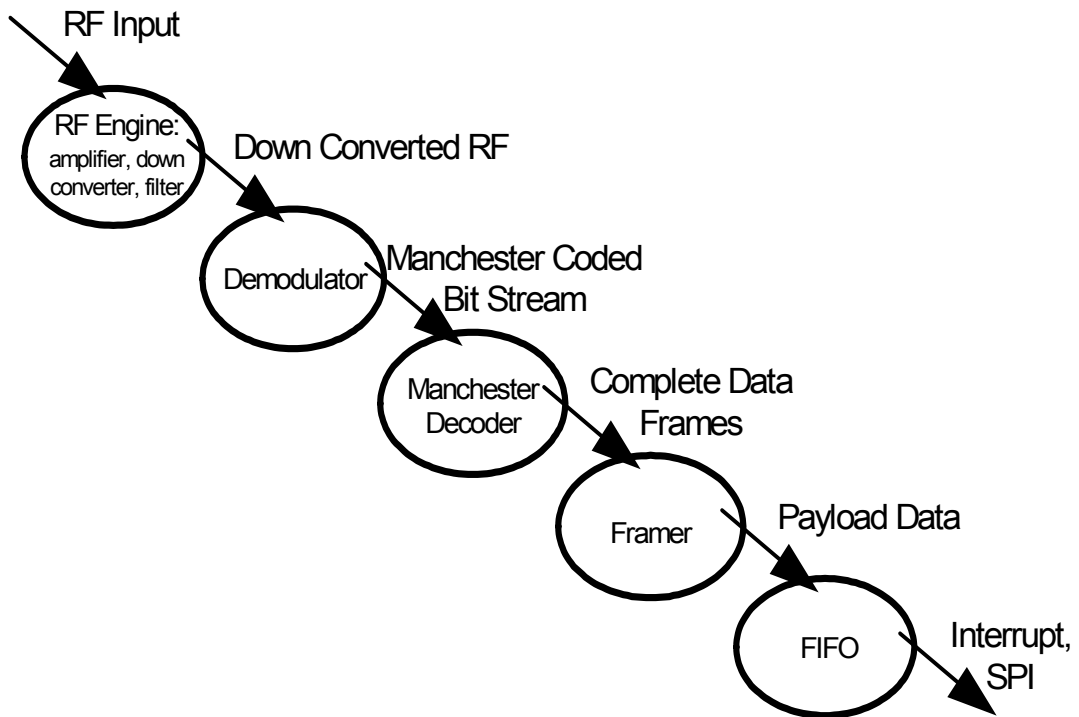 RF Input
RF Engine:
amplifier, down
converter, filter
Down Converted RF
Demodulator
Manchester Coded
Bit Stream
Manchester
Decoder
Complete Data
Frames
Framer
Payload Data
FIFO
Interrupt,
SPI